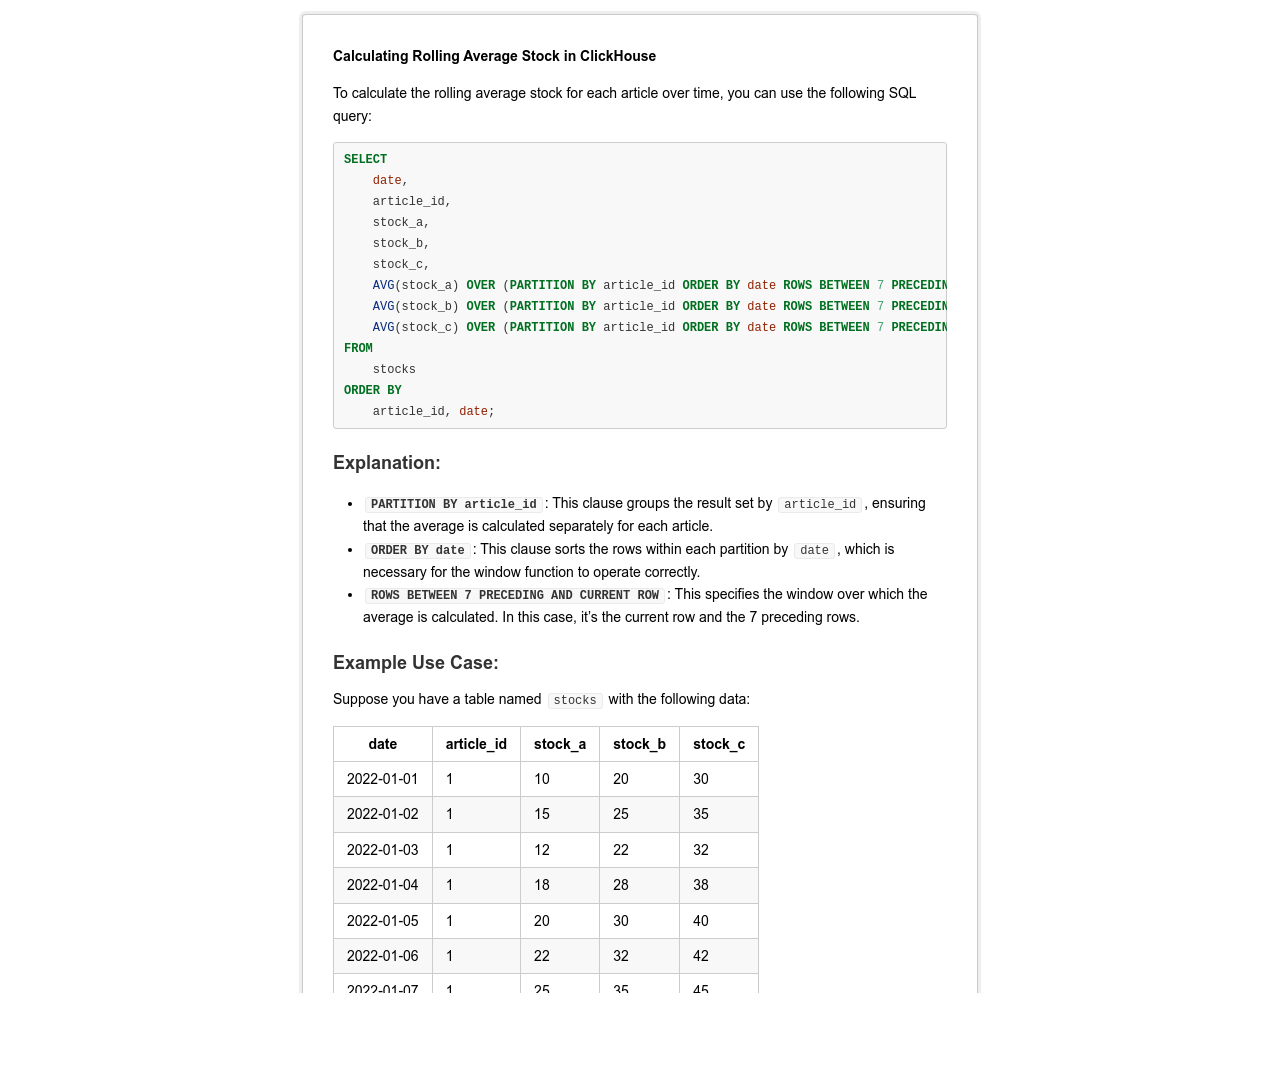 Calculating Rolling Average Stock in ClickHouse
To calculate the rolling average stock for each article over time, you can use the following SQL
query:
SELECT
    date,
    article_id,
    stock_a,
    stock_b,
    stock_c,
    AVG(stock_a) OVER (PARTITION BY article_id ORDER BY date ROWS BETWEEN 7 PRECEDIN
    AVG(stock_b) OVER (PARTITION BY article_id ORDER BY date ROWS BETWEEN 7 PRECEDIN
    AVG(stock_c) OVER (PARTITION BY article_id ORDER BY date ROWS BETWEEN 7 PRECEDIN
FROM
    stocks
ORDER BY
    article_id, date;
Explanation:
• PARTITION BY article_id : This clause groups the result set by article_id , ensuring
that the average is calculated separately for each article.
• ORDER BY date : This clause sorts the rows within each partition by date , which is
necessary for the window function to operate correctly.
• ROWS BETWEEN 7 PRECEDING AND CURRENT ROW : This specifies the window over which the
average is calculated. In this case, it’s the current row and the 7 preceding rows.
Example Use Case:
Suppose you have a table named stocks with the following data:
date article_id stock_a stock_b stock_c
2022-01-01 1 10 20 30
2022-01-02 1 15 25 35
2022-01-03 1 12 22 32
2022-01-04 1 18 28 38
2022-01-05 1 20 30 40
2022-01-06 1 22 32 42
2022-01-07 1 25 35 45